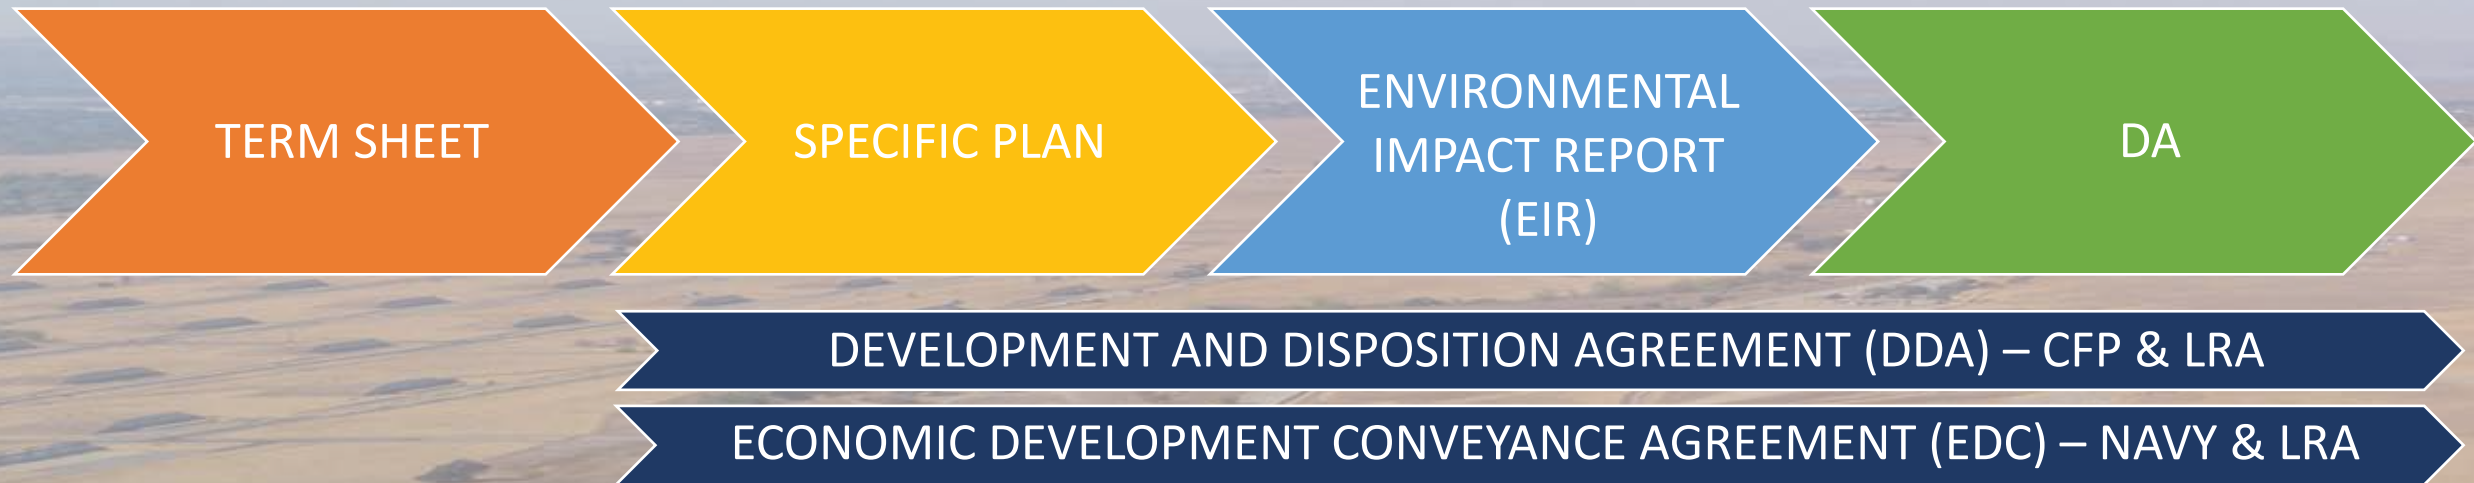 TERM SHEET
SPECIFIC PLAN
ENVIRONMENTAL
IMPACT REPORT
(EIR)
DA
DEVELOPMENT AND DISPOSITION AGREEMENT (DDA) – CFP & LRA
ECONOMIC DEVELOPMENT CONVEYANCE AGREEMENT (EDC) – NAVY & LRA